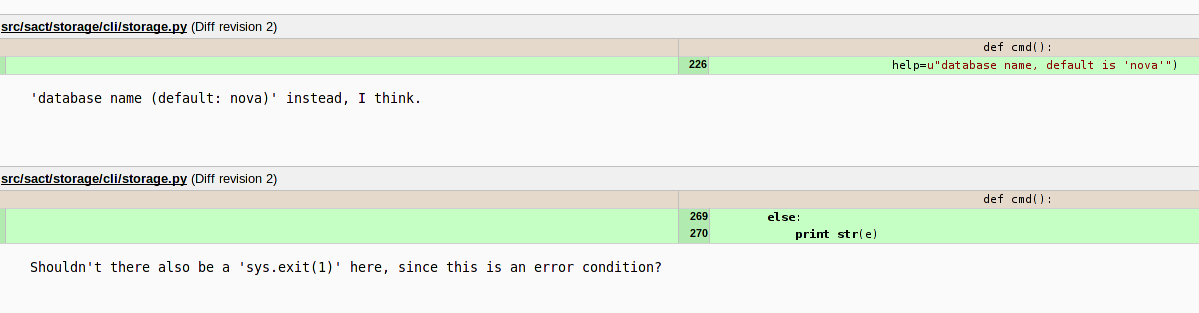 src/sact/storage/cli/storage.py (Diff revision 2)
def cmd():
226 help=u"database name, default is 'nova'")
'database name (default: nova)' instead, I think.
src/sact/storage/cli/storage.py (Diff revision 2)
def cmd():
269 else:
270 print str(e)
Shouldn't there also be a 'sys.exit(1)' here, since this is an error condition?